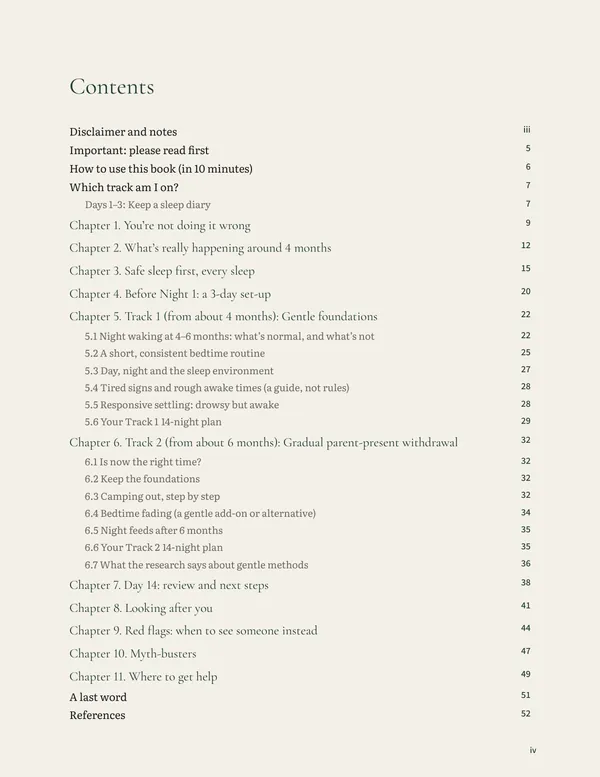 Contents
Disclaimer and notes iii
Important: please read first 5
How to use this book (in 10 minutes) 6
Which track am I on? 7
Days 1–3: Keep a sleep diary 7
Chapter 1. You’re not doing it wrong 9
Chapter 2. What’s really happening around 4 months 12
Chapter 3. Safe sleep first, every sleep 15
Chapter 4. Before Night 1: a 3-day set-up 20
Chapter 5. Track 1 (from about 4 months): Gentle foundations 22
5.1 Night waking at 4–6 months: what’s normal, and what’s not 22
5.2 A short, consistent bedtime routine 25
5.3 Day, night and the sleep environment 27
5.4 Tired signs and rough awake times (a guide, not rules) 28
5.5 Responsive settling: drowsy but awake 28
5.6 Your Track 1 14-night plan 29
Chapter 6. Track 2 (from about 6 months): Gradual parent-present withdrawal 32
6.1 Is now the right time? 32
6.2 Keep the foundations 32
6.3 Camping out, step by step 32
6.4 Bedtime fading (a gentle add-on or alternative) 34
6.5 Night feeds after 6 months 35
6.6 Your Track 2 14-night plan 35
6.7 What the research says about gentle methods 36
Chapter 7. Day 14: review and next steps 38
Chapter 8. Looking after you 41
Chapter 9. Red flags: when to see someone instead 44
Chapter 10. Myth-busters 47
Chapter 11. Where to get help 49
A last word 51
References 52
iv